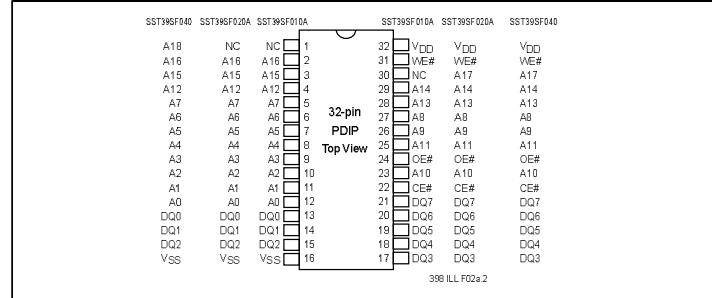 SST39SF040 SST39SF020A SST39SF010A SST39SF010A SST39SF020A SST39SF040
A18 NC NC 1 32 VDD VDD VDD
A16 A16 A16 2 31 WE# WE# WE#
A15 A15 A15 3 30 NC A17 A17
A12 A12 A12 4 29 A14 A14 A14
A7 A7 A7 5 28 A13 A13 A13
A6 A6 A6 6 27 A8 A8 A8
A5 A5 A5 7 26 A9 A9 A9
A4 A4 A4 8 25 A11 A11 A11
A3 A3 A3 9 24 OE# OE# OE#
A2 A2 A2 10 23 A10 A10 A10
A1 A1 A1 11 22 CE# CE# CE#
A0 A0 A0 12 21 DQ7 DQ7 DQ7
DQ0 DQ0 DQ0 13 20 DQ6 DQ6 DQ6
DQ1 DQ1 DQ1 14 19 DQ5 DQ5 DQ5
DQ2 DQ2 DQ2 15 18 DQ4 DQ4 DQ4
VSS VSS VSS 16 17 DQ3 DQ3 DQ3
32-pin
PDIP
Top View
398 ILL F02a.2